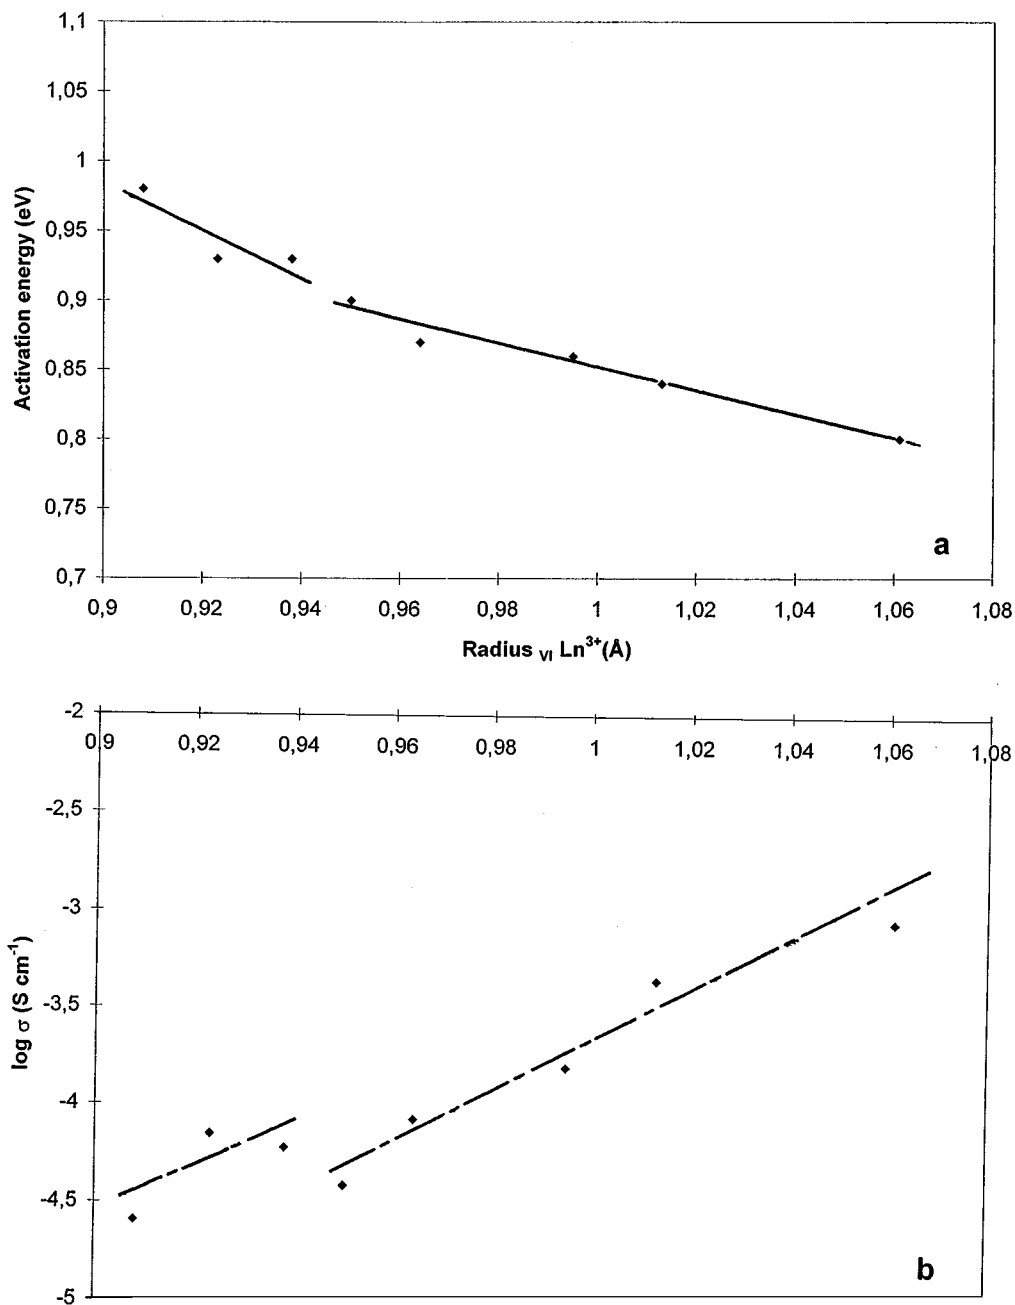 1,1
1,05
1
0,95
0,9
0,85
0,8
0,75
0,7
Activation energy (eV)
0,9 0,92 0,94 0,96 0,98 1 1,02 1,04 1,06 1,08
Radius VI Ln3+(Å)
a
-2
0,9 0,92 0,94 0,96 0,98 1 1,02 1,04 1,06 1,08
-2,5
-3
-3,5
-4
-4,5
-5
log σ (S cm-1)
b